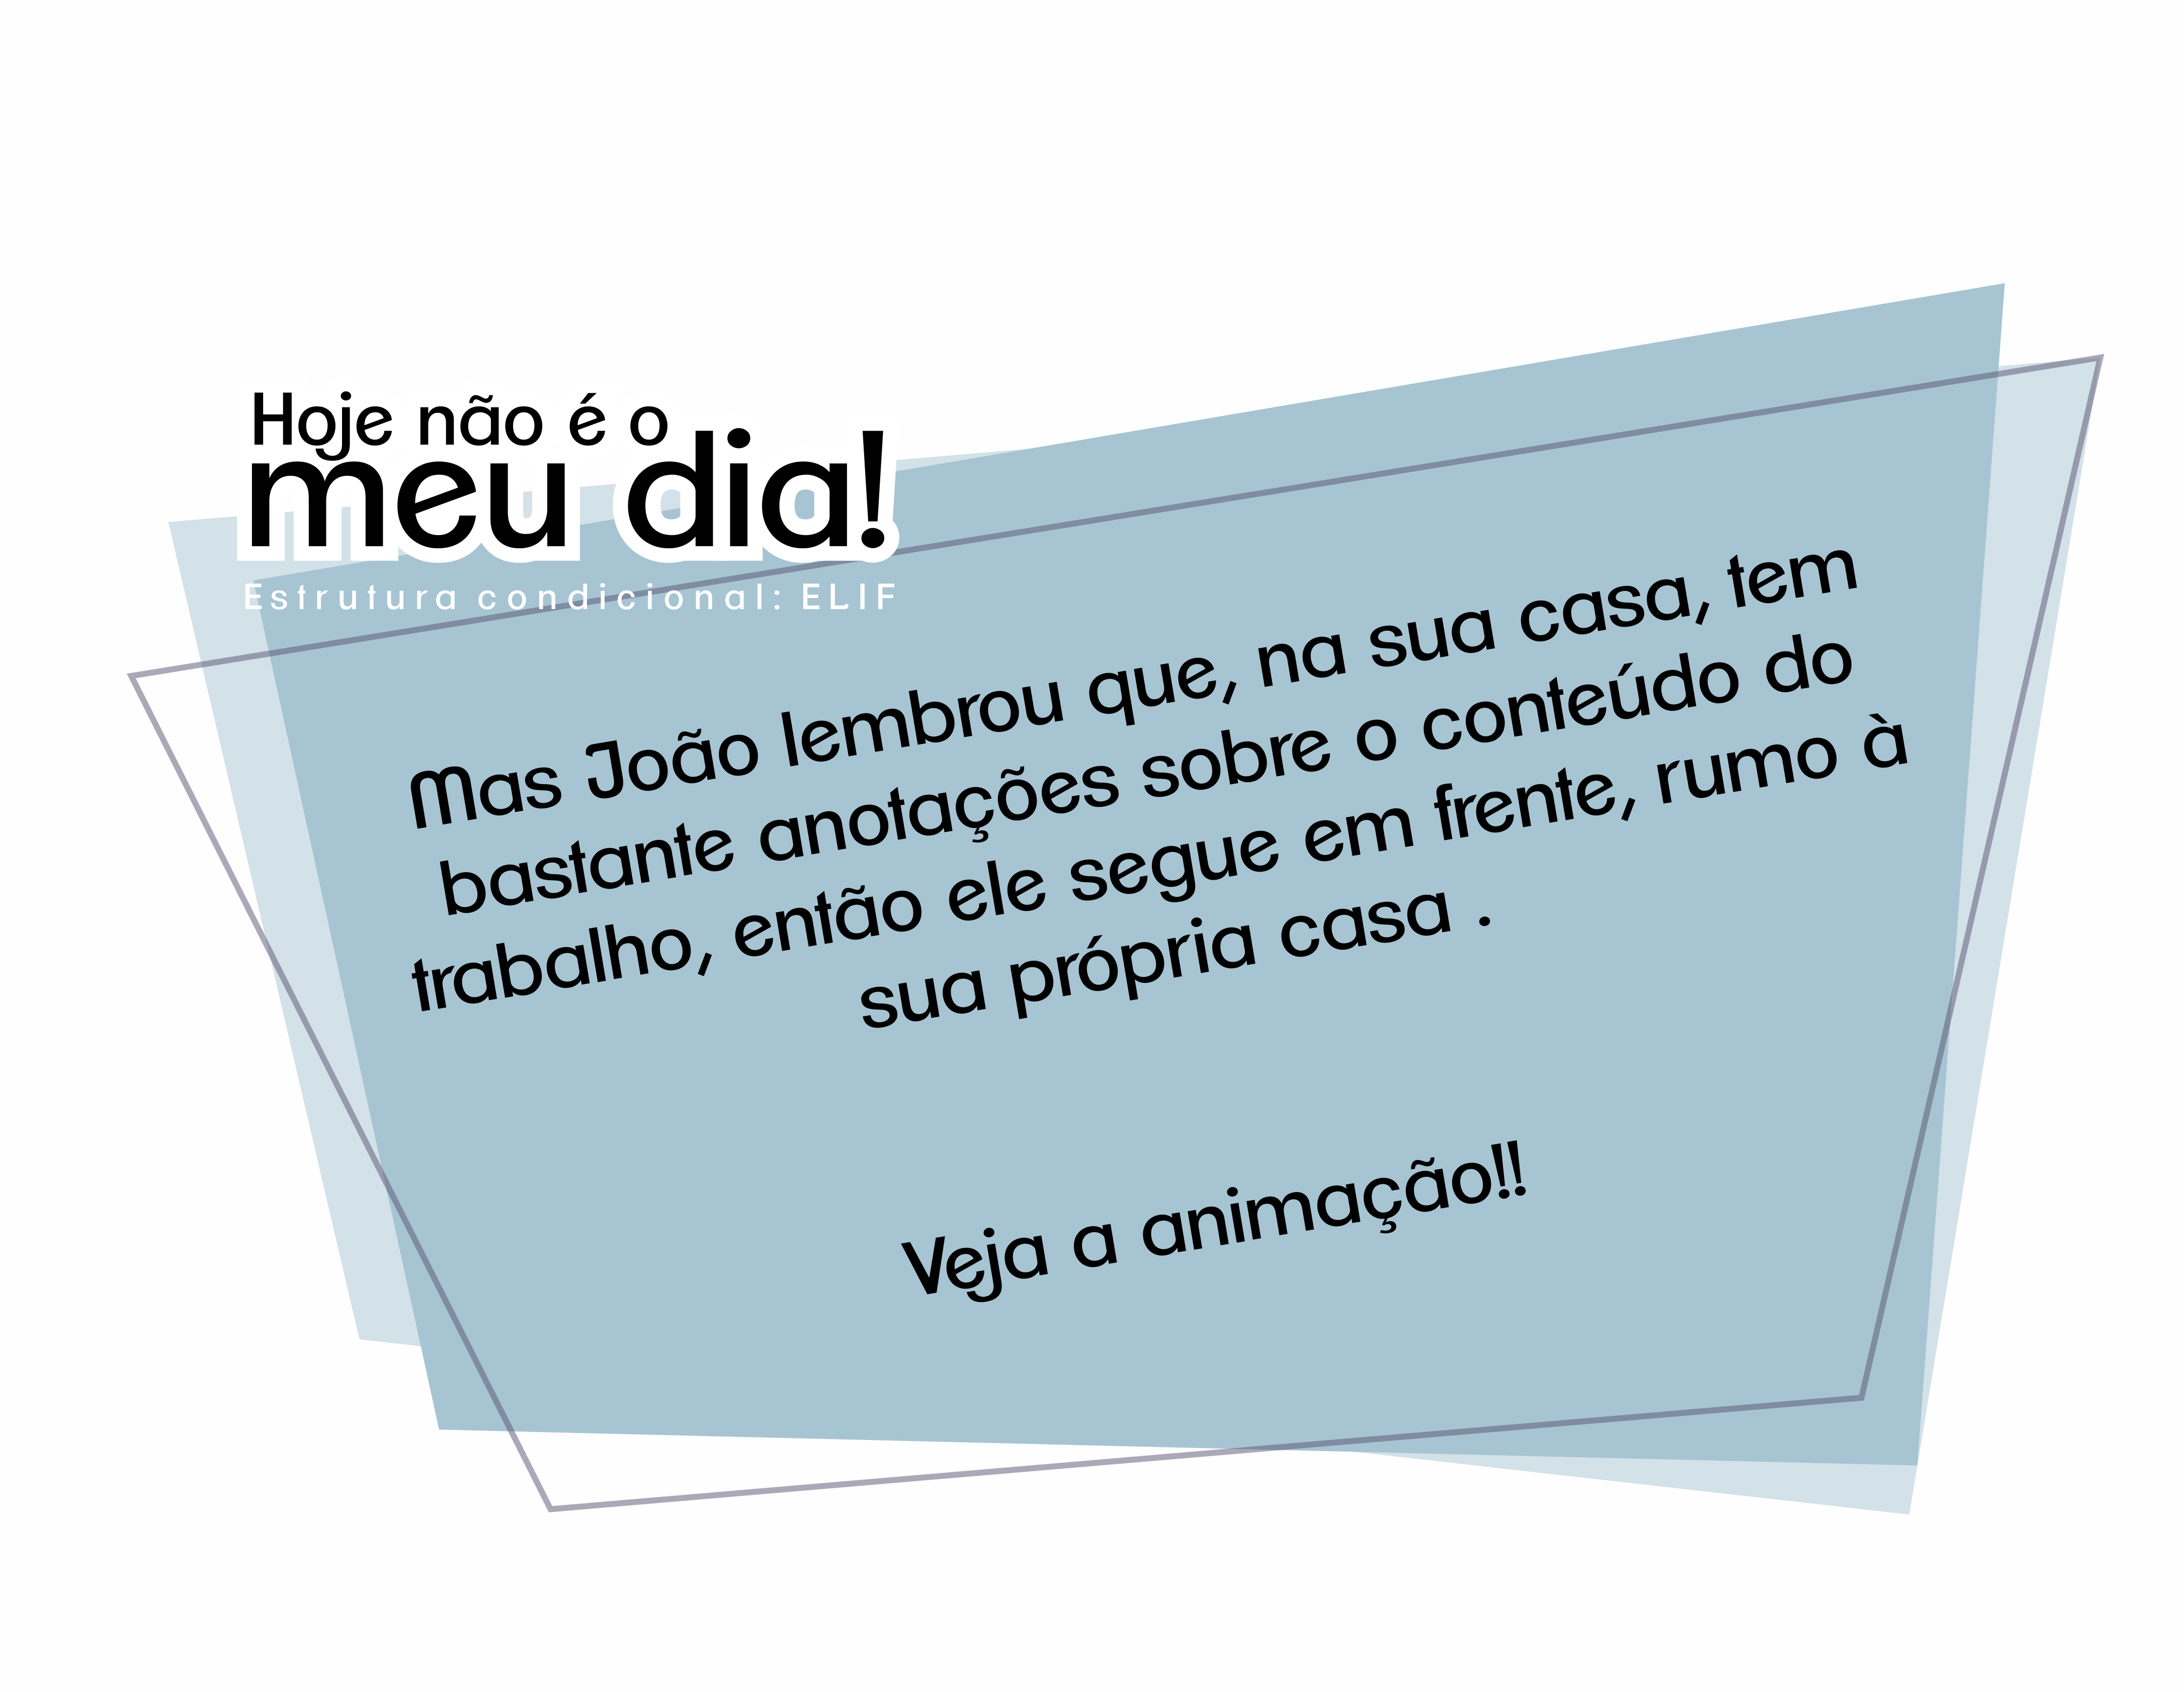 Hoje não é o
meu dia!
Estrutura condicional: ELIF
Mas João lembrou que, na sua casa, tem
bastante anotações sobre o conteúdo do
trabalho, então ele segue em frente, rumo à
sua própria casa .
Veja a animação!!